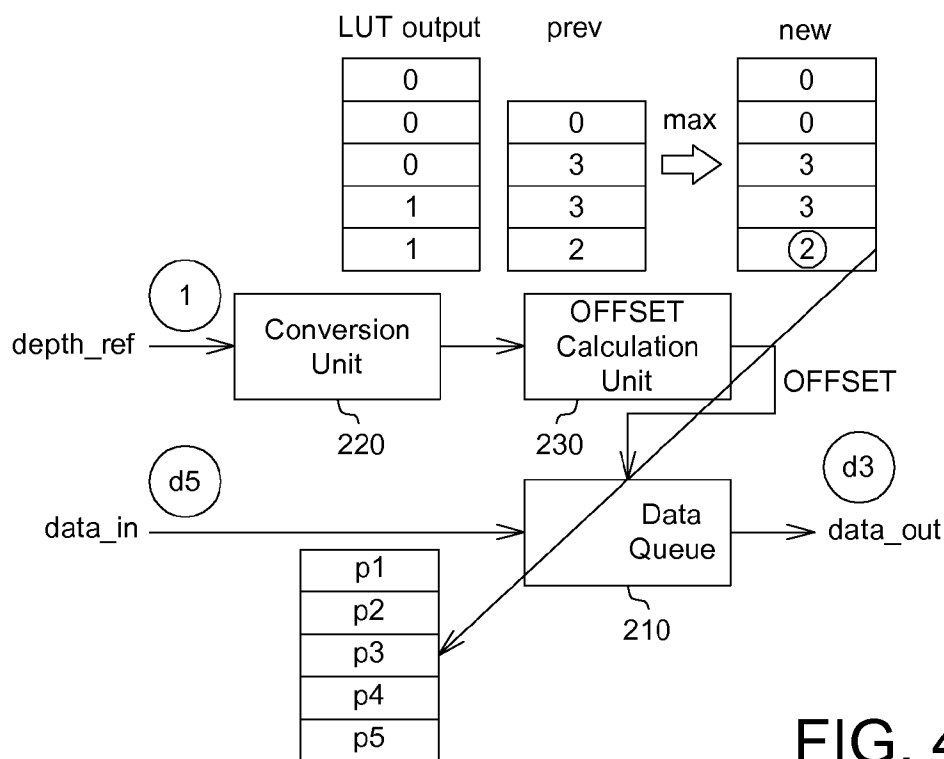 LUT output prev new
0 0
0 0 0
max
0 3 3
1 3 3
1 2 2
1
depth_ref Conversion Unit OFFSET Calculation Unit
OFFSET
220 230
d5 d3
data_in Data Queue data_out
p1
p2 210
p3
p4
p5
FIG. 4